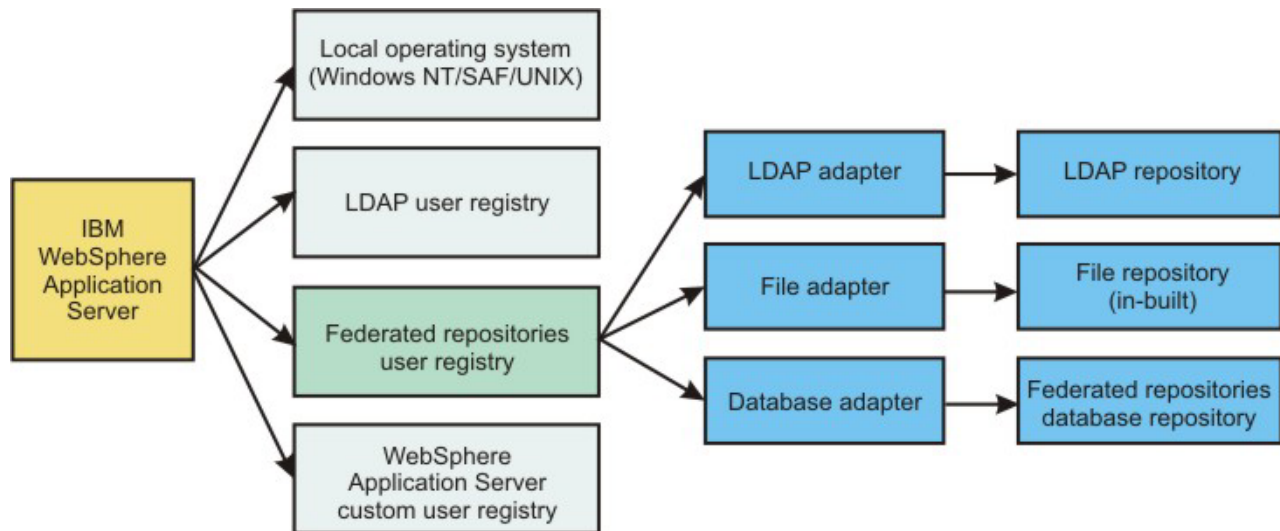 IBM
WebSphere
Application
Server
Local operating system
(Windows NT/SAF/UNIX)
LDAP user registry
Federated repositories
user registry
WebSphere
Application Server
custom user registry
LDAP adapter
LDAP repository
File adapter
File repository
(in-built)
Database adapter
Federated repositories
database repository